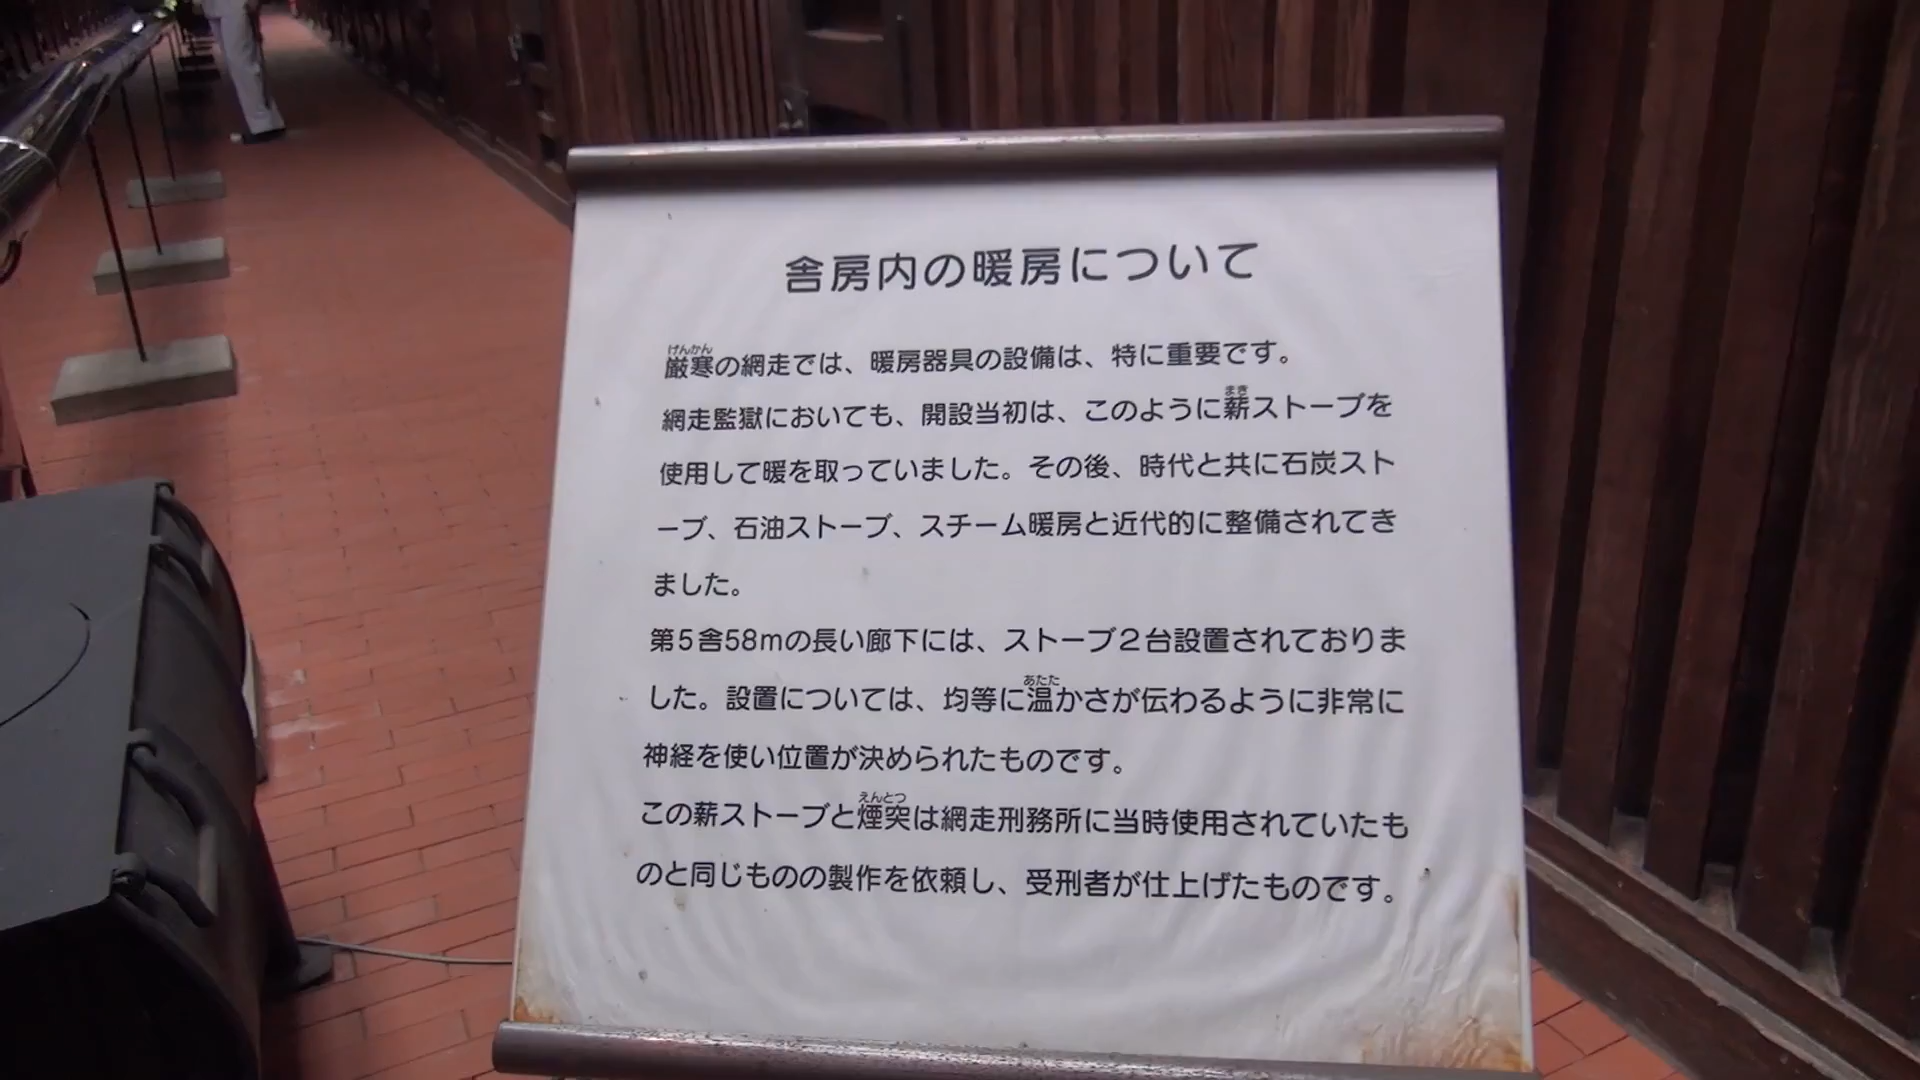 舎房内の暖房について
げんかん
厳寒の網走では、暖房器具の設備は、特に重要です。
まき
網走監獄においても、開設当初は、このように薪ストーブを
使用して暖を取っていました。その後、時代と共に石炭スト
ーブ、石油ストーブ、スチーム暖房と近代的に整備されてき
ました。
第5舎58mの長い廊下には、ストーブ2台設置されておりま
あたた
した。設置については、均等に温かさが伝わるように非常に
神経を使い位置が決められたものです。
えんとつ
この薪ストーブと煙突は網走刑務所に当時使用されていたも
のと同じものの製作を依頼し、受刑者が仕上げたものです。